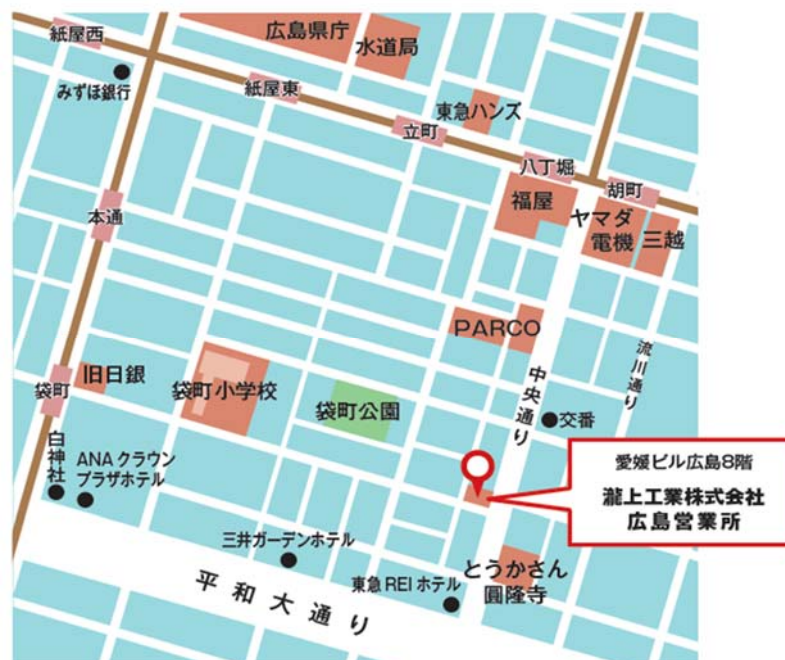 紙屋西
広島県庁
水道局
みずほ銀行
紙屋東
東急ハンズ
立町
八丁堀
胡町
福屋
ヤマダ
電機
三越
本通
PARCO
流川通り
中央通り
旧日銀
袋町小学校
袋町公園
袋町
交番
白神社
ANAクラウン
プラザホテル
愛媛ビル広島8階
瀧上工業株式会社
広島営業所
三井ガーデンホテル
とうかさん
圓隆寺
東急REIホテル
平和大通り